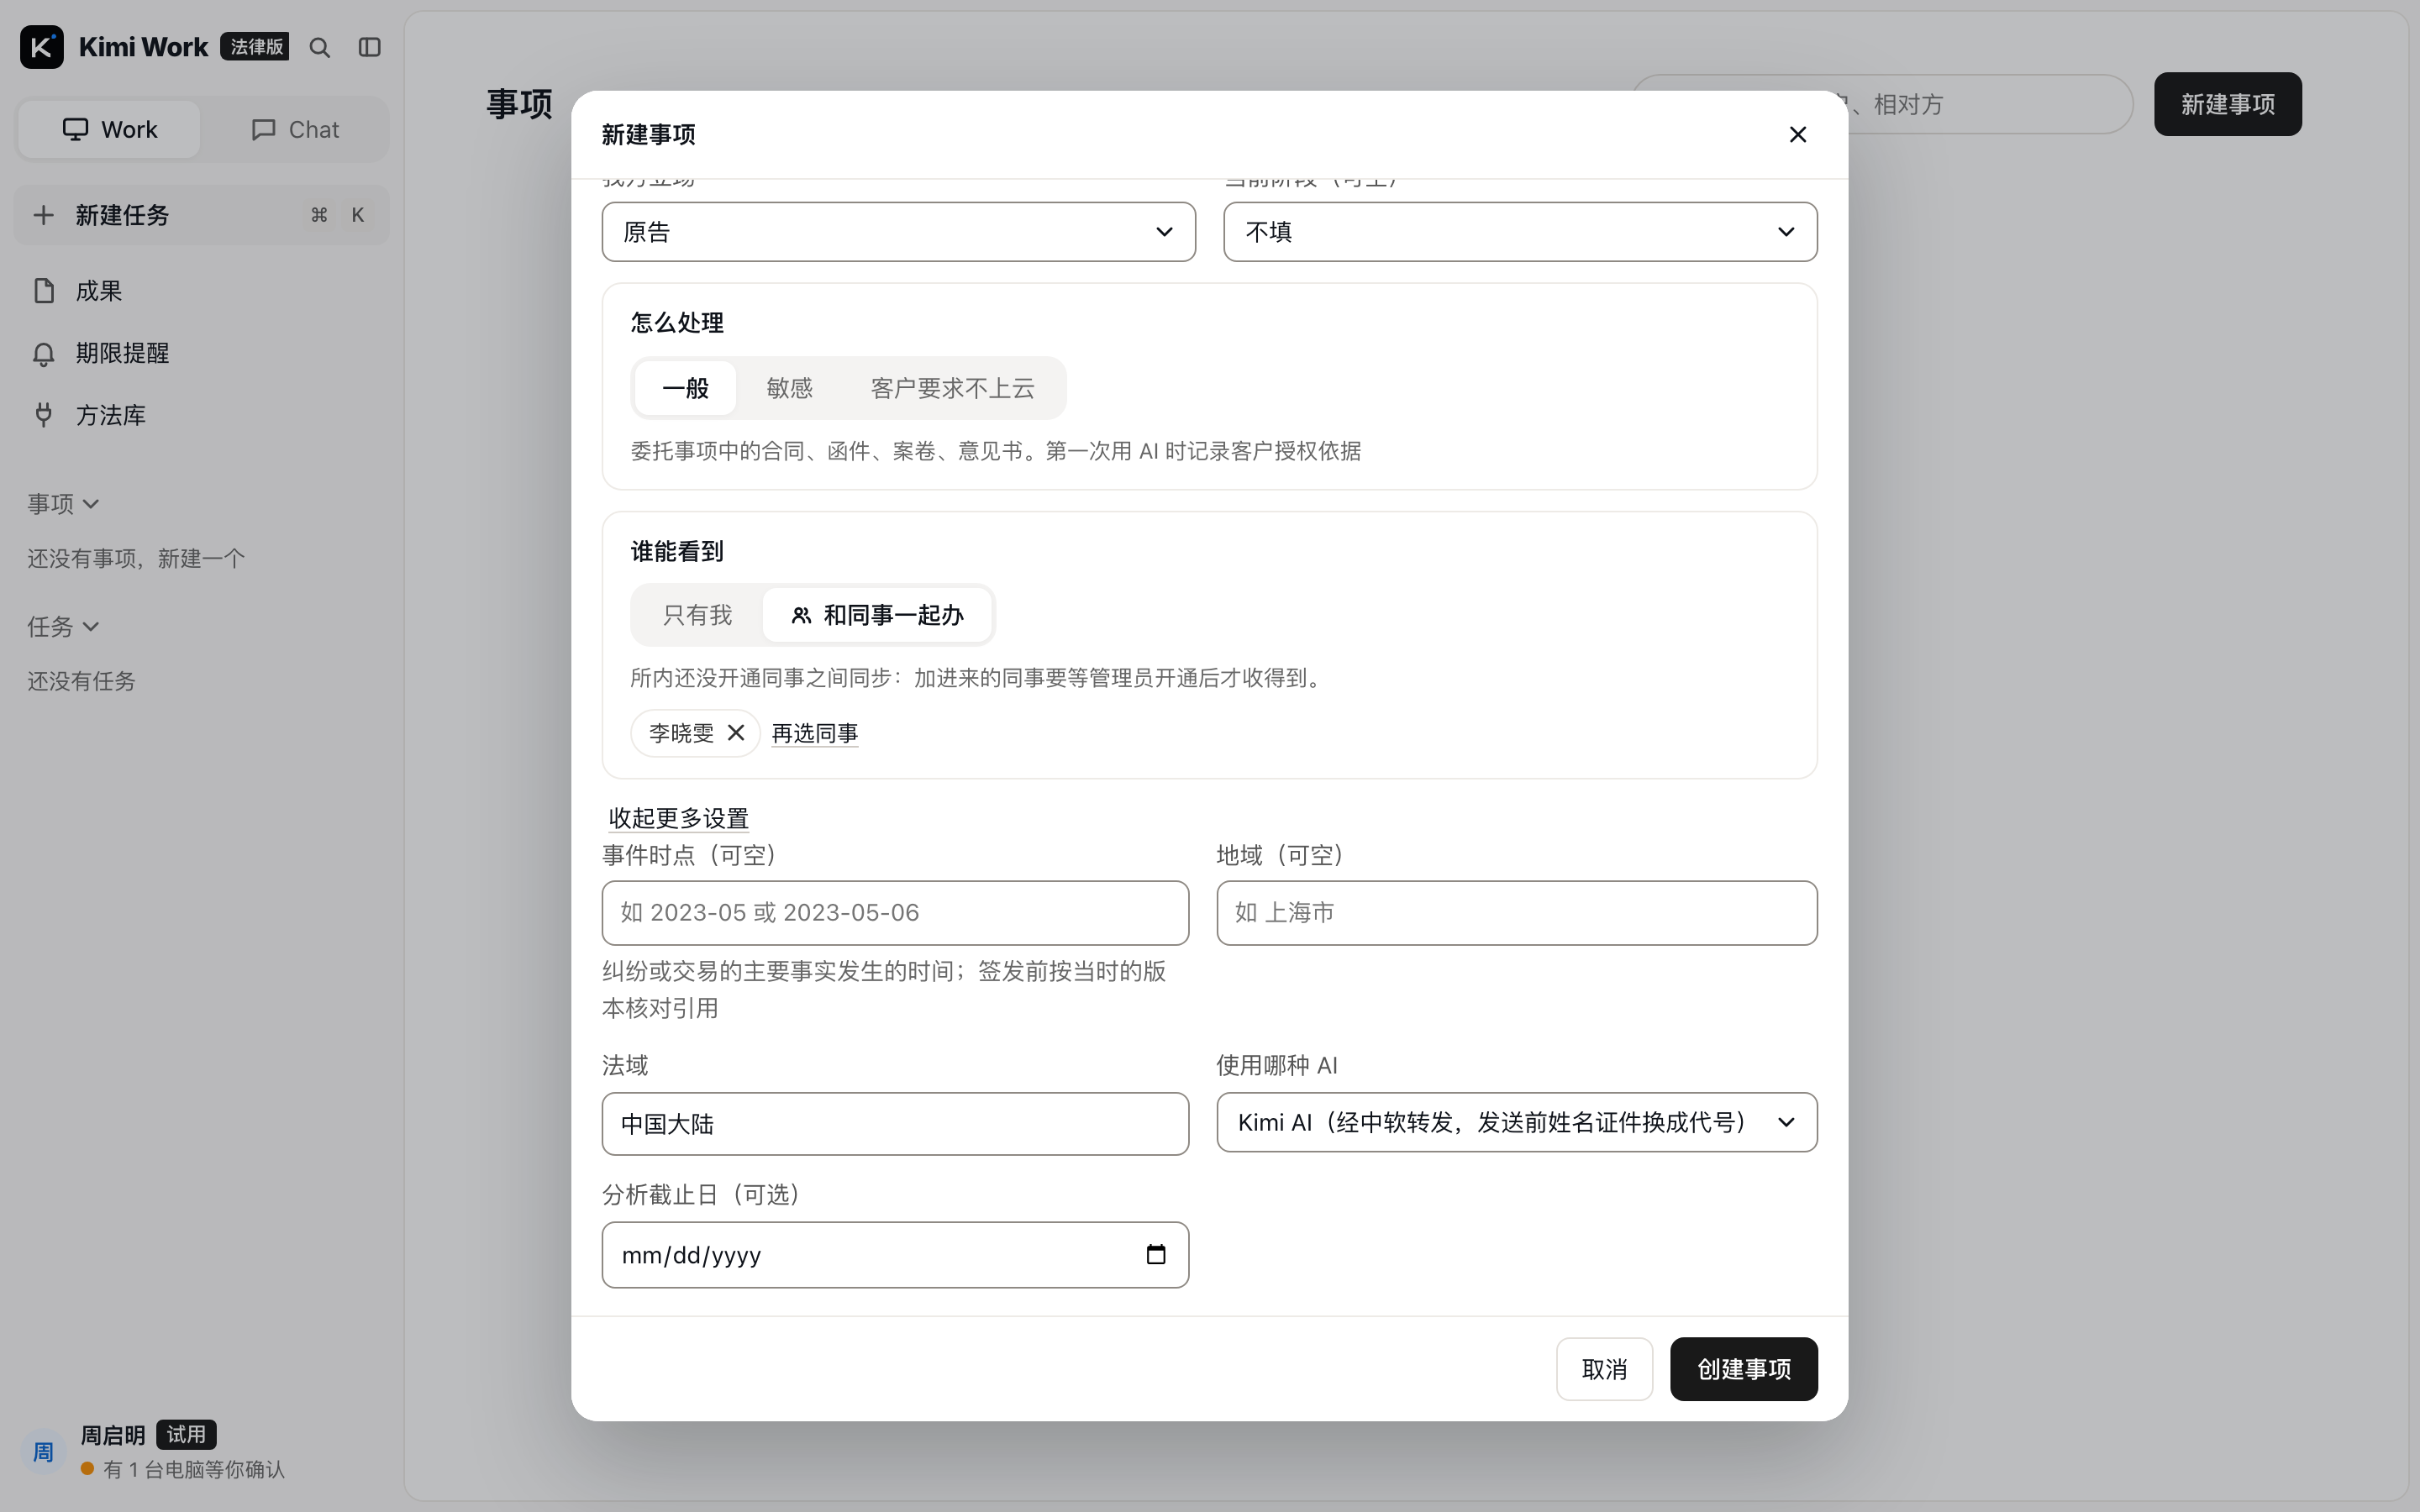 Kimi Work 法律版
Work
Chat
新建任务 ⌘ K
成果
期限提醒
方法库
事项
还没有事项，新建一个
任务
还没有任务
周 周启明 试用
有 1 台电脑等你确认
事项
、相对方
新建事项
新建事项
我方立场
当前阶段（可空）
原告
不填
怎么处理
一般 敏感 客户要求不上云
委托事项中的合同、函件、案卷、意见书。第一次用 AI 时记录客户授权依据
谁能看到
只有我 和同事一起办
所内还没开通同事之间同步：加进来的同事要等管理员开通后才收得到。
李晓雯 再选同事
收起更多设置
事件时点（可空）
地域（可空）
如 2023-05 或 2023-05-06
如 上海市
纠纷或交易的主要事实发生的时间；签发前按当时的版
本核对引用
法域
使用哪种 AI
中国大陆
Kimi AI（经中软转发，发送前姓名证件换成代号）
分析截止日（可选）
mm/dd/yyyy
取消
创建事项